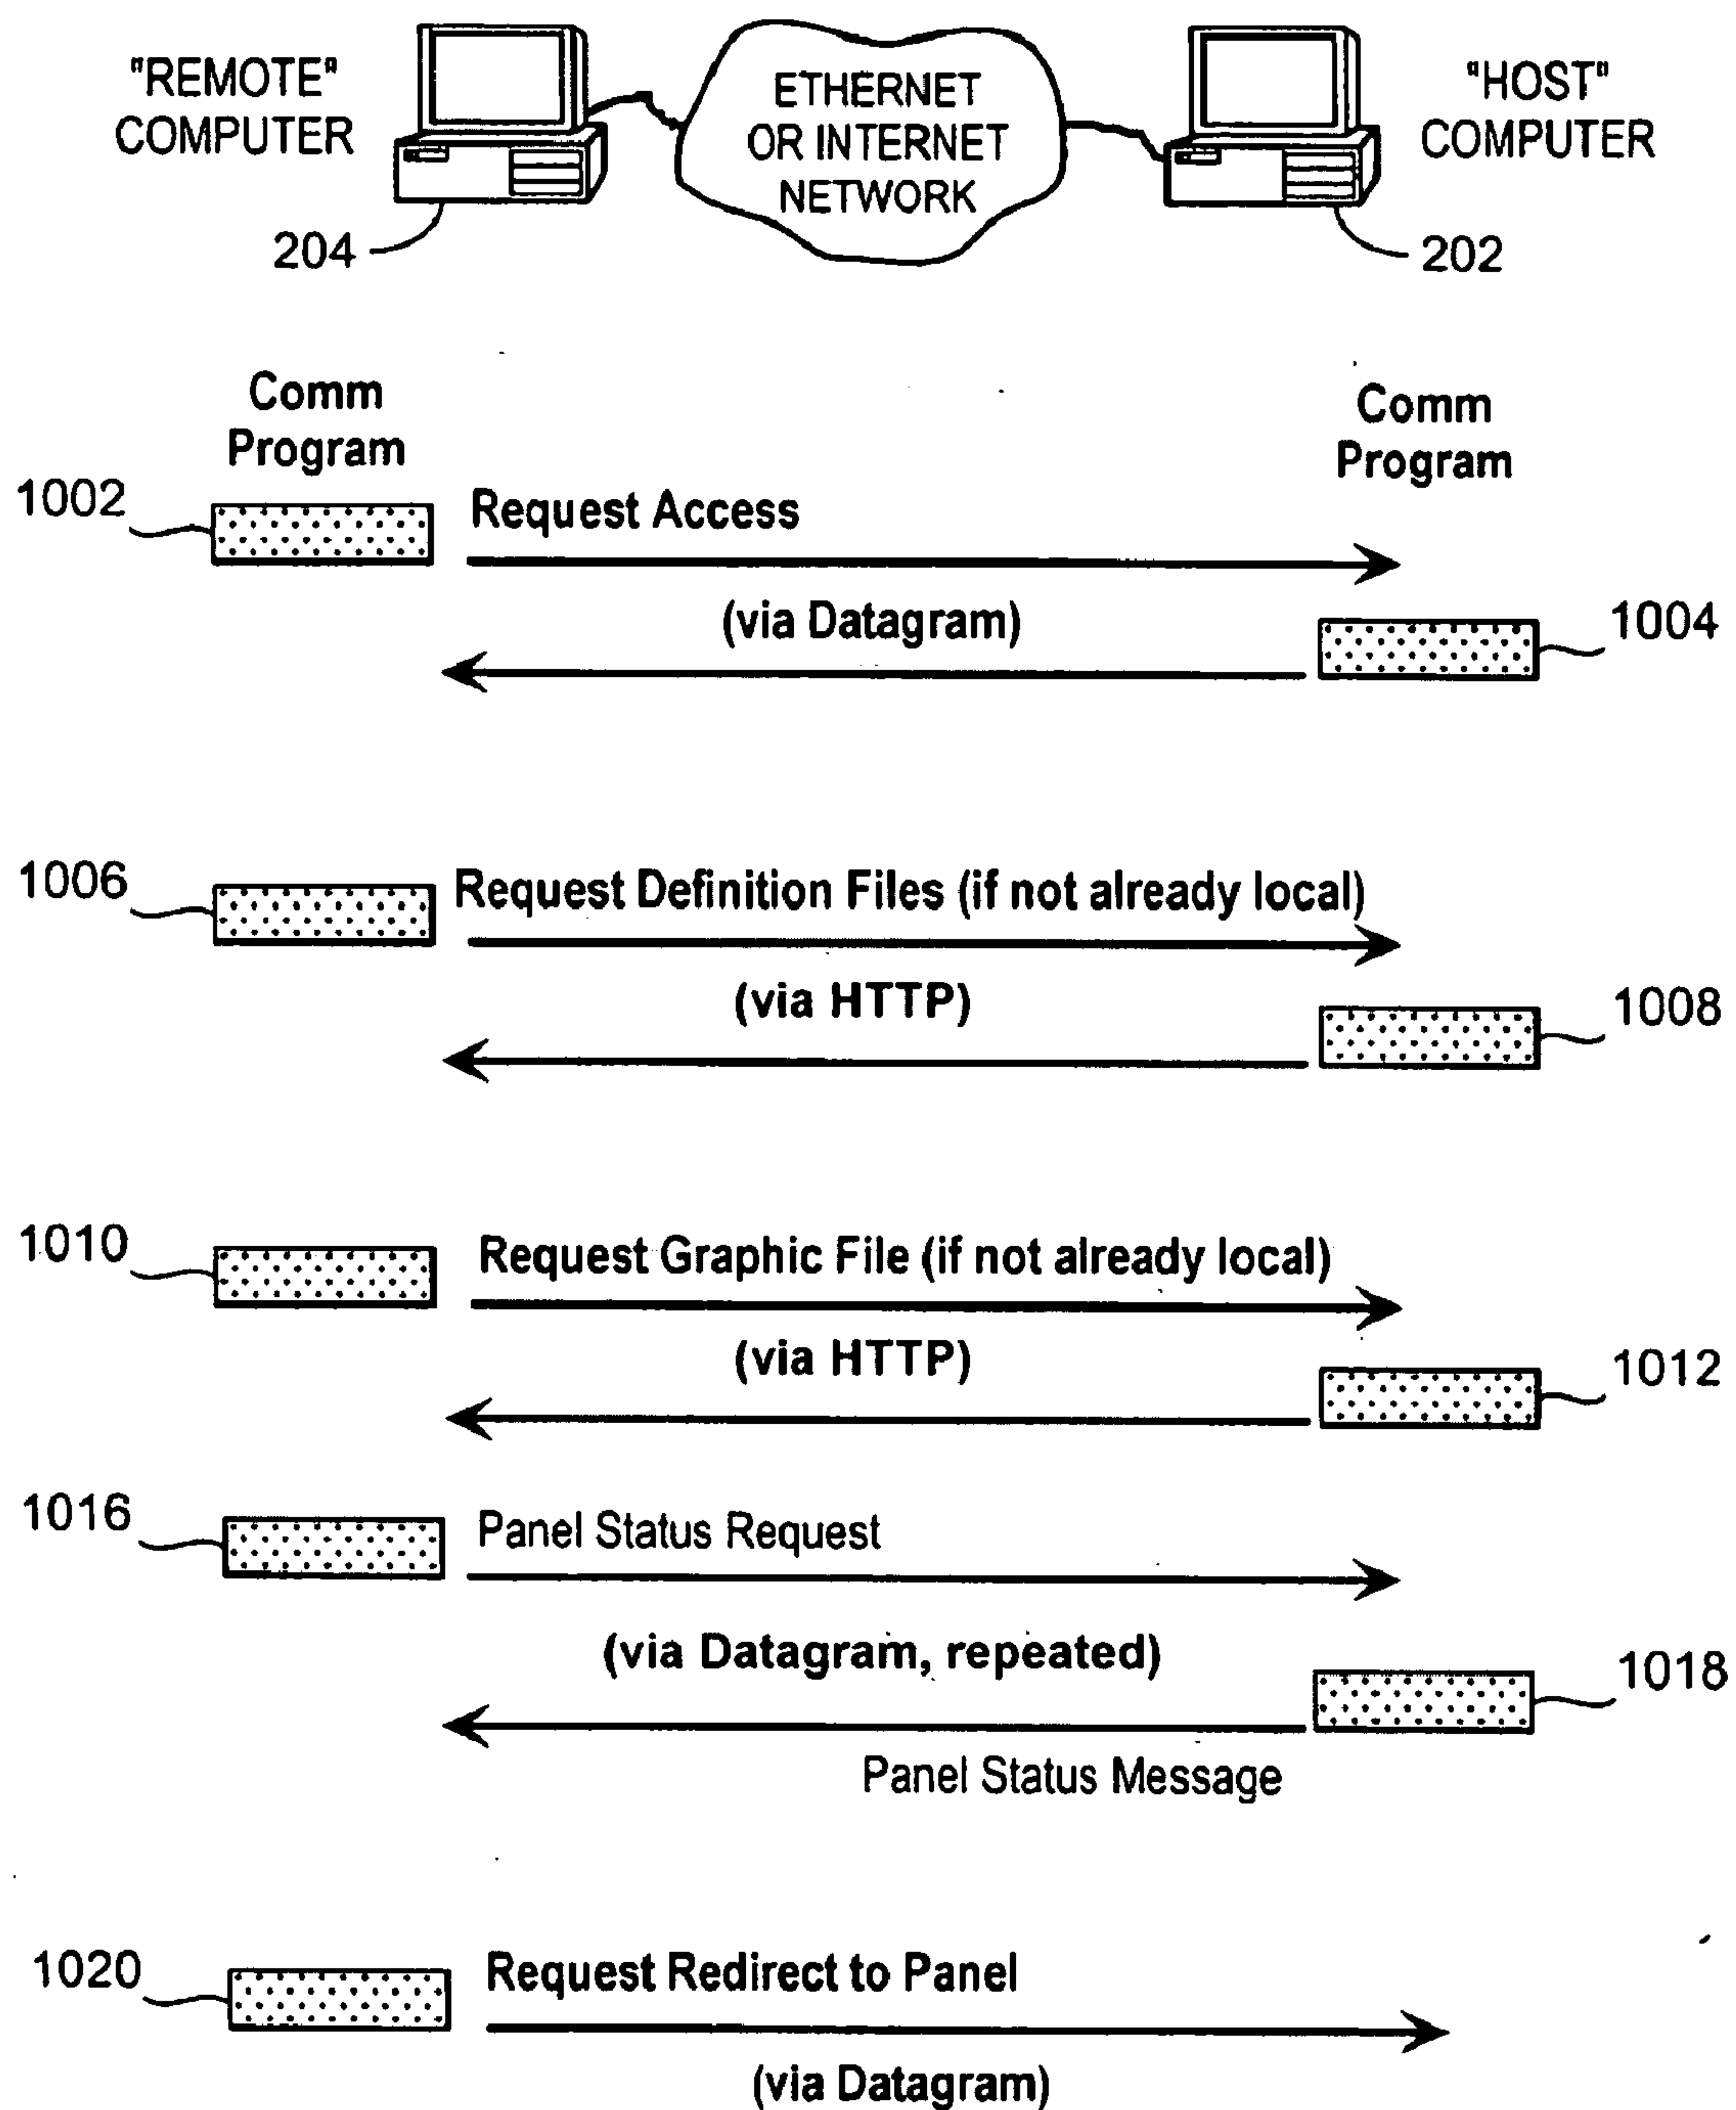 "REMOTE"
COMPUTER
ETHERNET
OR INTERNET
NETWORK
"HOST"
COMPUTER
204
202
Comm
Program
Comm
Program
1002
Request Access
(via Datagram)
1004
1006
Request Definition Files (if not already local)
(via HTTP)
1008
1010
Request Graphic File (if not already local)
(via HTTP)
1012
1016
Panel Status Request
(via Datagram, repeated)
1018
Panel Status Message
1020
Request Redirect to Panel
(via Datagram)